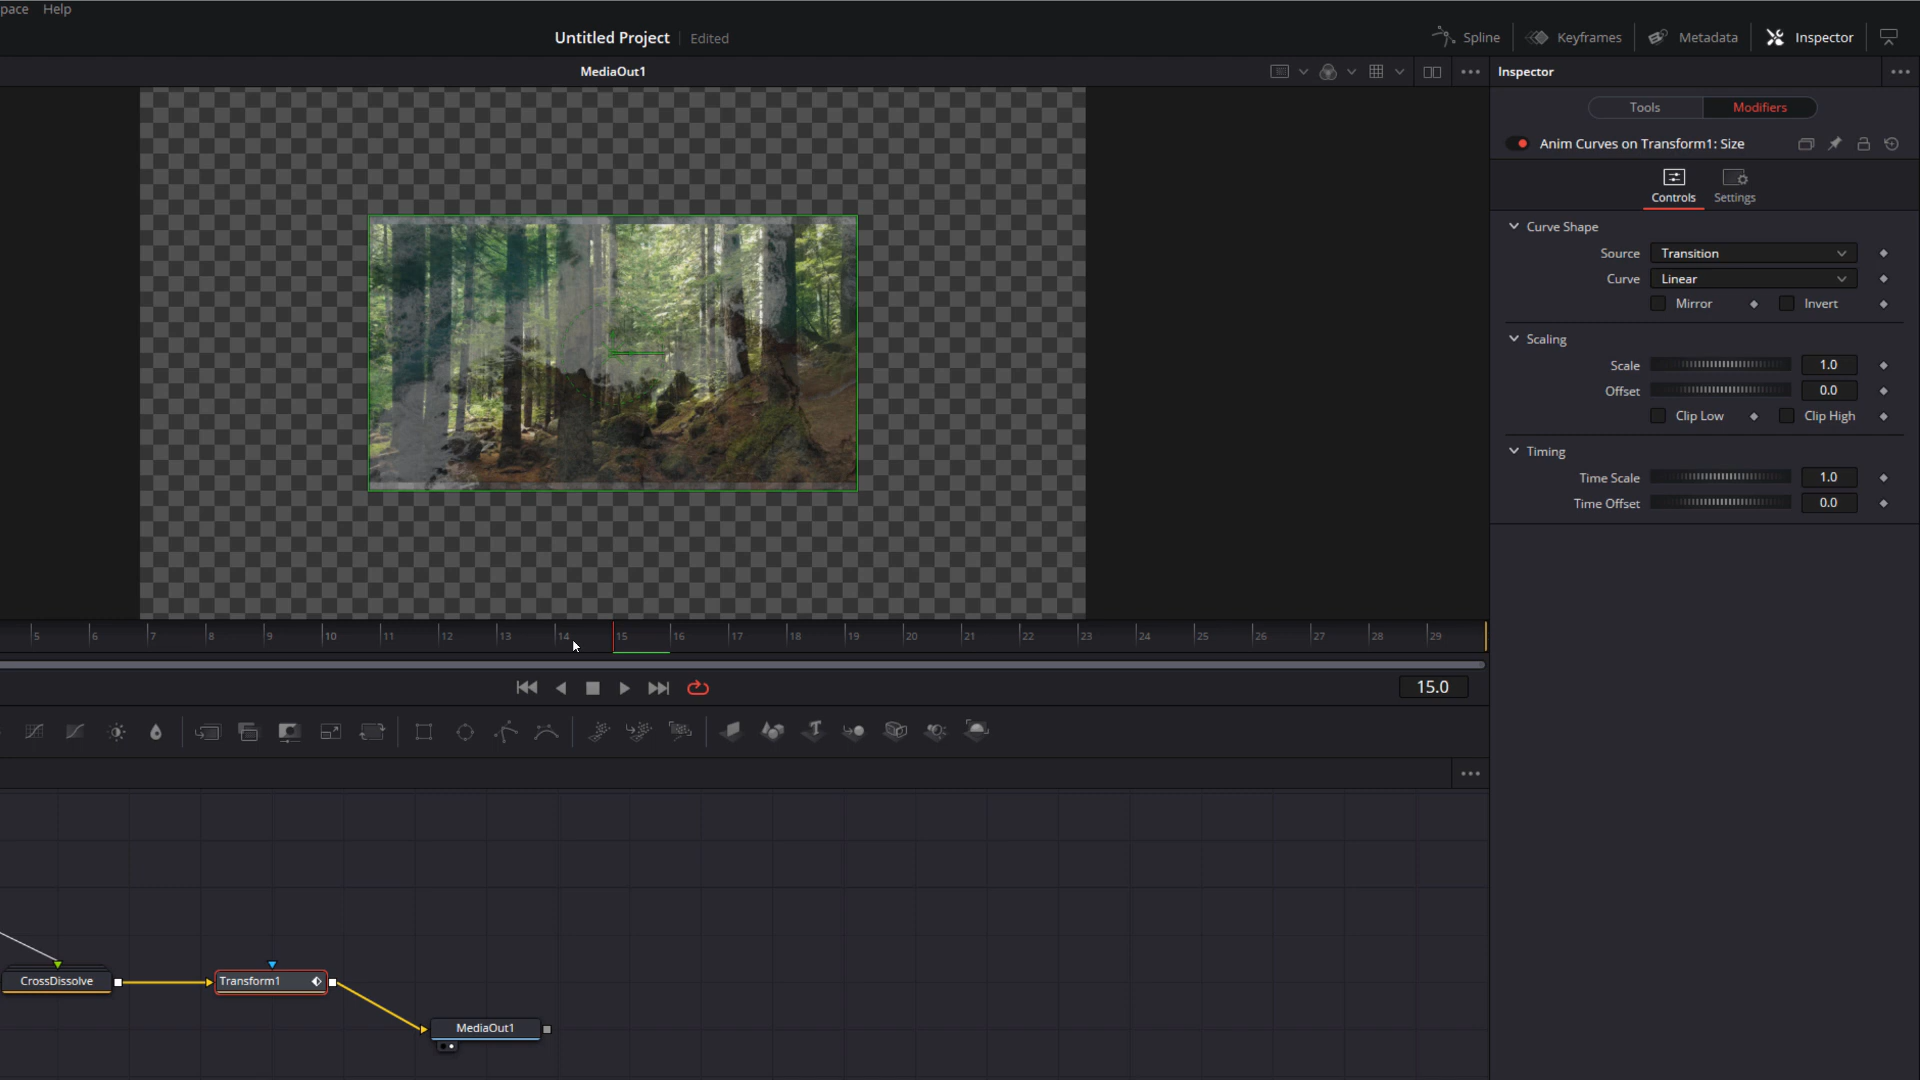 pace Help
Untitled Project Edited
Spline Keyframes Metadata Inspector
MediaOut1
Inspector
Tools Modifiers
Anim Curves on Transform1: Size
Controls Settings
Curve Shape
Source Transition
Curve Linear
Mirror Invert
Scaling
Scale 1.0
Offset 0.0
Clip Low Clip High
Timing
Time Scale 1.0
Time Offset 0.0
5 6 7 8 9 10 11 12 13 14 15 16 17 18 19 20 21 22 23 24 25 26 27 28 29
15.0
CrossDissolve
Transform1
MediaOut1